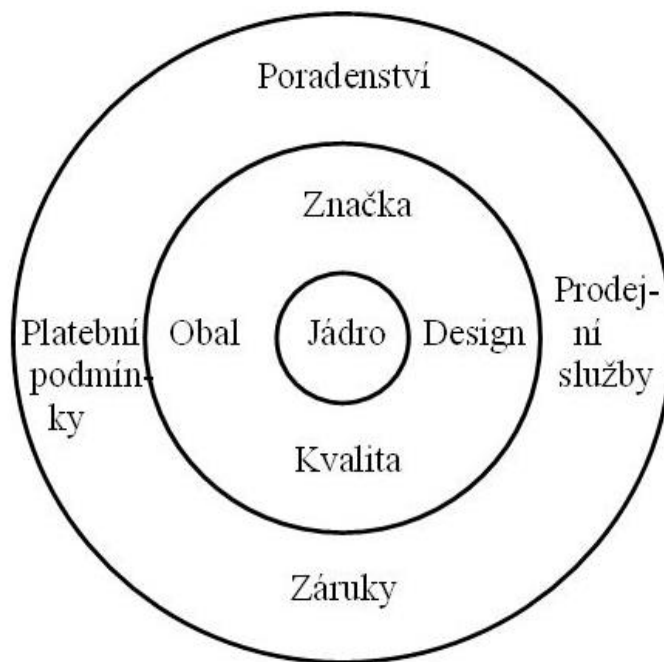 Poradenství
Značka
Platební
podmín-
ky
Obal
Jádro
Design
Prodej-
ní
služby
Kvalita
Záruky